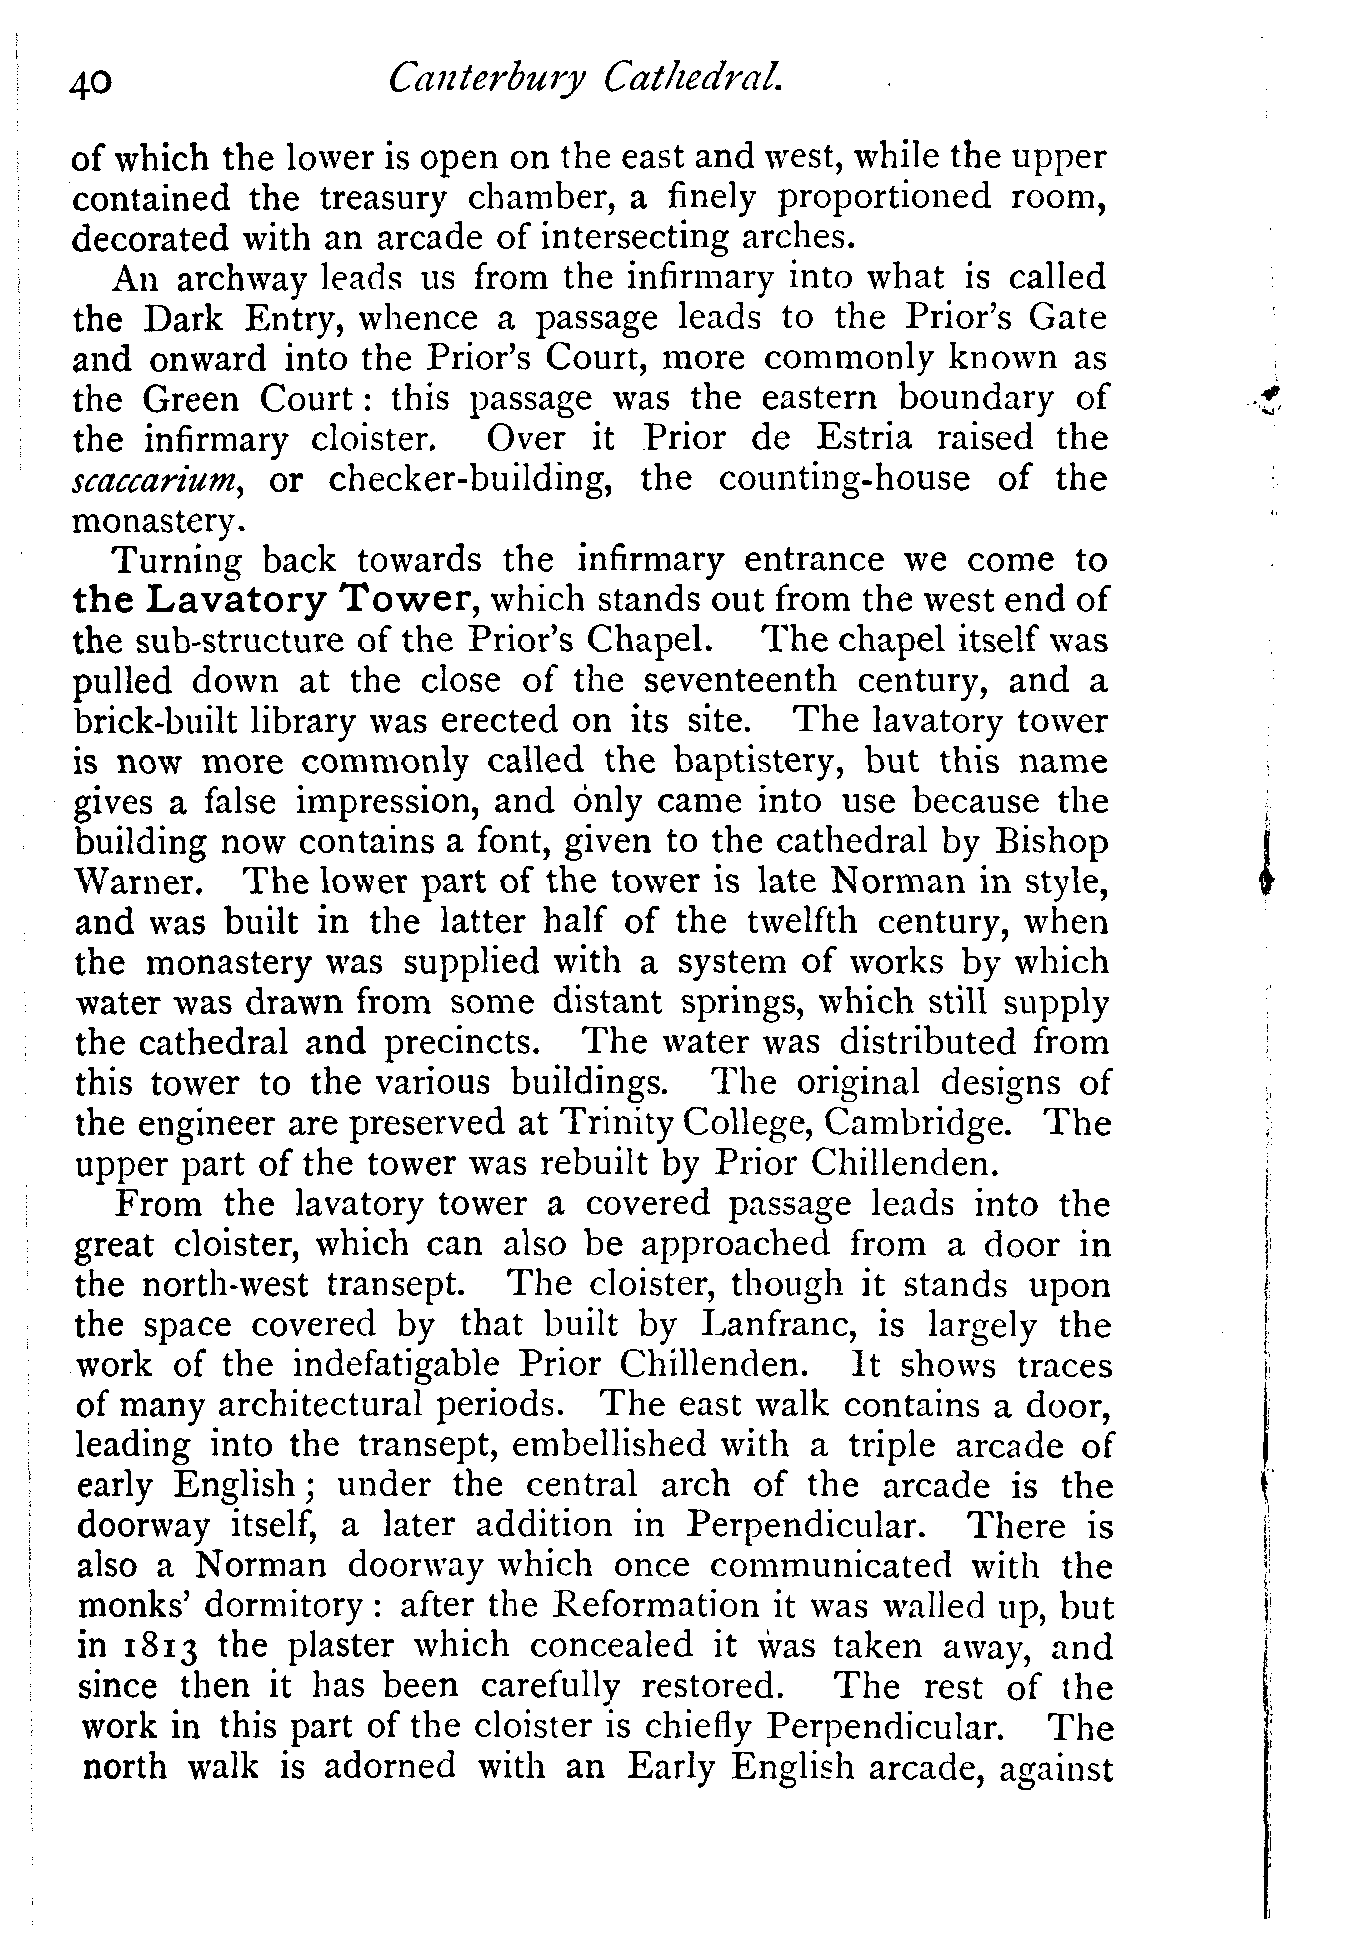 40 Canterbury Cathedral.
of which the lower is open on the east and west, while the upper
contained the treasury chamber, a finely proportioned room,
decorated with an arcade of intersecting arches.
An archway leads us from the infirmary into what is called
the Dark Entry, whence a passage leads to the Prior's Gate
and onward into the Prior's Court, more commonly known as
the Green Court : this passage was the eastern boundary of
the infirmary cloister. Over it Prior de Estria raised the
scaccarium, or checker-building, the counting-house of the
monastery.
Turning back towards the infirmary entrance we come to
the Lavatory Tower, which stands out from the west end of
the sub-structure of the Prior's Chapel. The chapel itself was
pulled down at the close of the seventeenth century, and a
brick-built library was erected on its site. The lavatory tower
is now more commonly called the baptistery, but this name
gives a false impression, and only came into use because the
building now contains a font, given to the cathedral by Bishop
Warner. The lower part of the tower is late Norman in style,
and was built in the latter half of the twelfth century, when
the monastery was supplied with a system of works by which
water was drawn from some distant springs, which still supply
the cathedral and precincts. The water was distributed from
this tower to the various buildings. The original designs of
the engineer are preserved at Trinity College, Cambridge. The
upper part of the tower was rebuilt by Prior Chillenden.
From the lavatory tower a covered passage leads into the
great cloister, which can also be approached from a door in
the north-west transept. The cloister, though it stands upon
the space covered by that built by Lanfranc, is largely the
work of the indefatigable Prior Chillenden. It shows traces
of many architectural periods. The east walk contains a door,
leading into the transept, embellished with a triple arcade of
early English ; under the central arch of the arcade is the
doorway itself, a later addition in Perpendicular. There is
also a Norman doorway which once communicated with the
monks' dormitory : after the Reformation it was walled up, but
in 1813 the plaster which concealed it was taken away, and
since then it has been carefully restored. The rest of the
work in this part of the cloister is chiefly Perpendicular. The
north walk is adorned with an Early English arcade, against